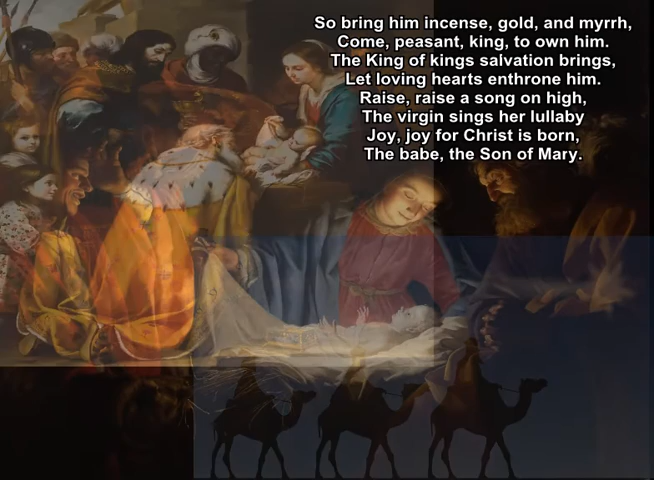 So bring him incense, gold, and myrrh,
Come, peasant, king, to own him.
The King of kings salvation brings,
Let loving hearts enthrone him.
Raise, raise a song on high,
The virgin sings her lullaby
Joy, joy for Christ is born,
The babe, the Son of Mary.